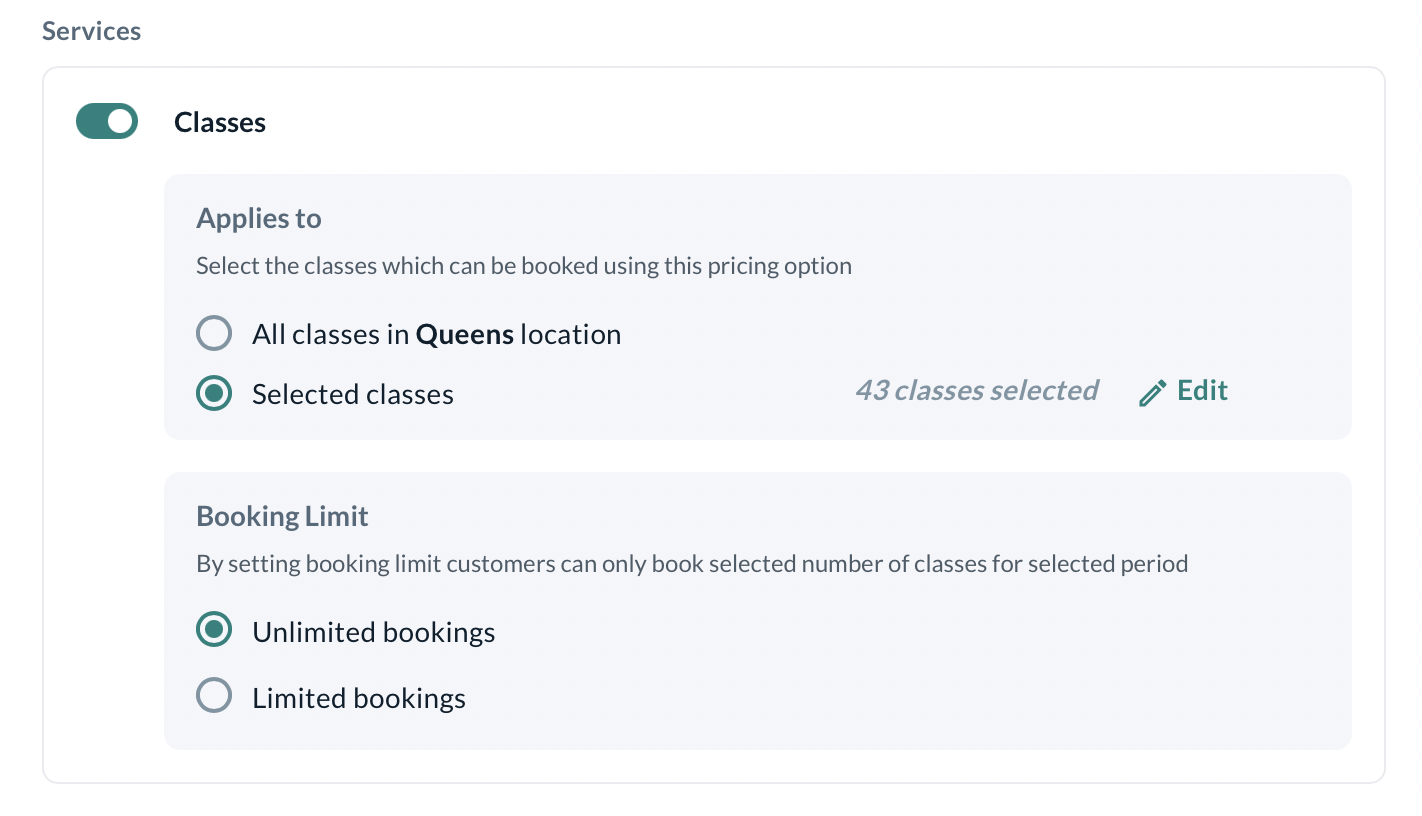 Services
Classes
Applies to
Select the classes which can be booked using this pricing option
All classes in Queens location
Selected classes
43 classes selected
Edit
Booking Limit
By setting booking limit customers can only book selected number of classes for selected period
Unlimited bookings
Limited bookings